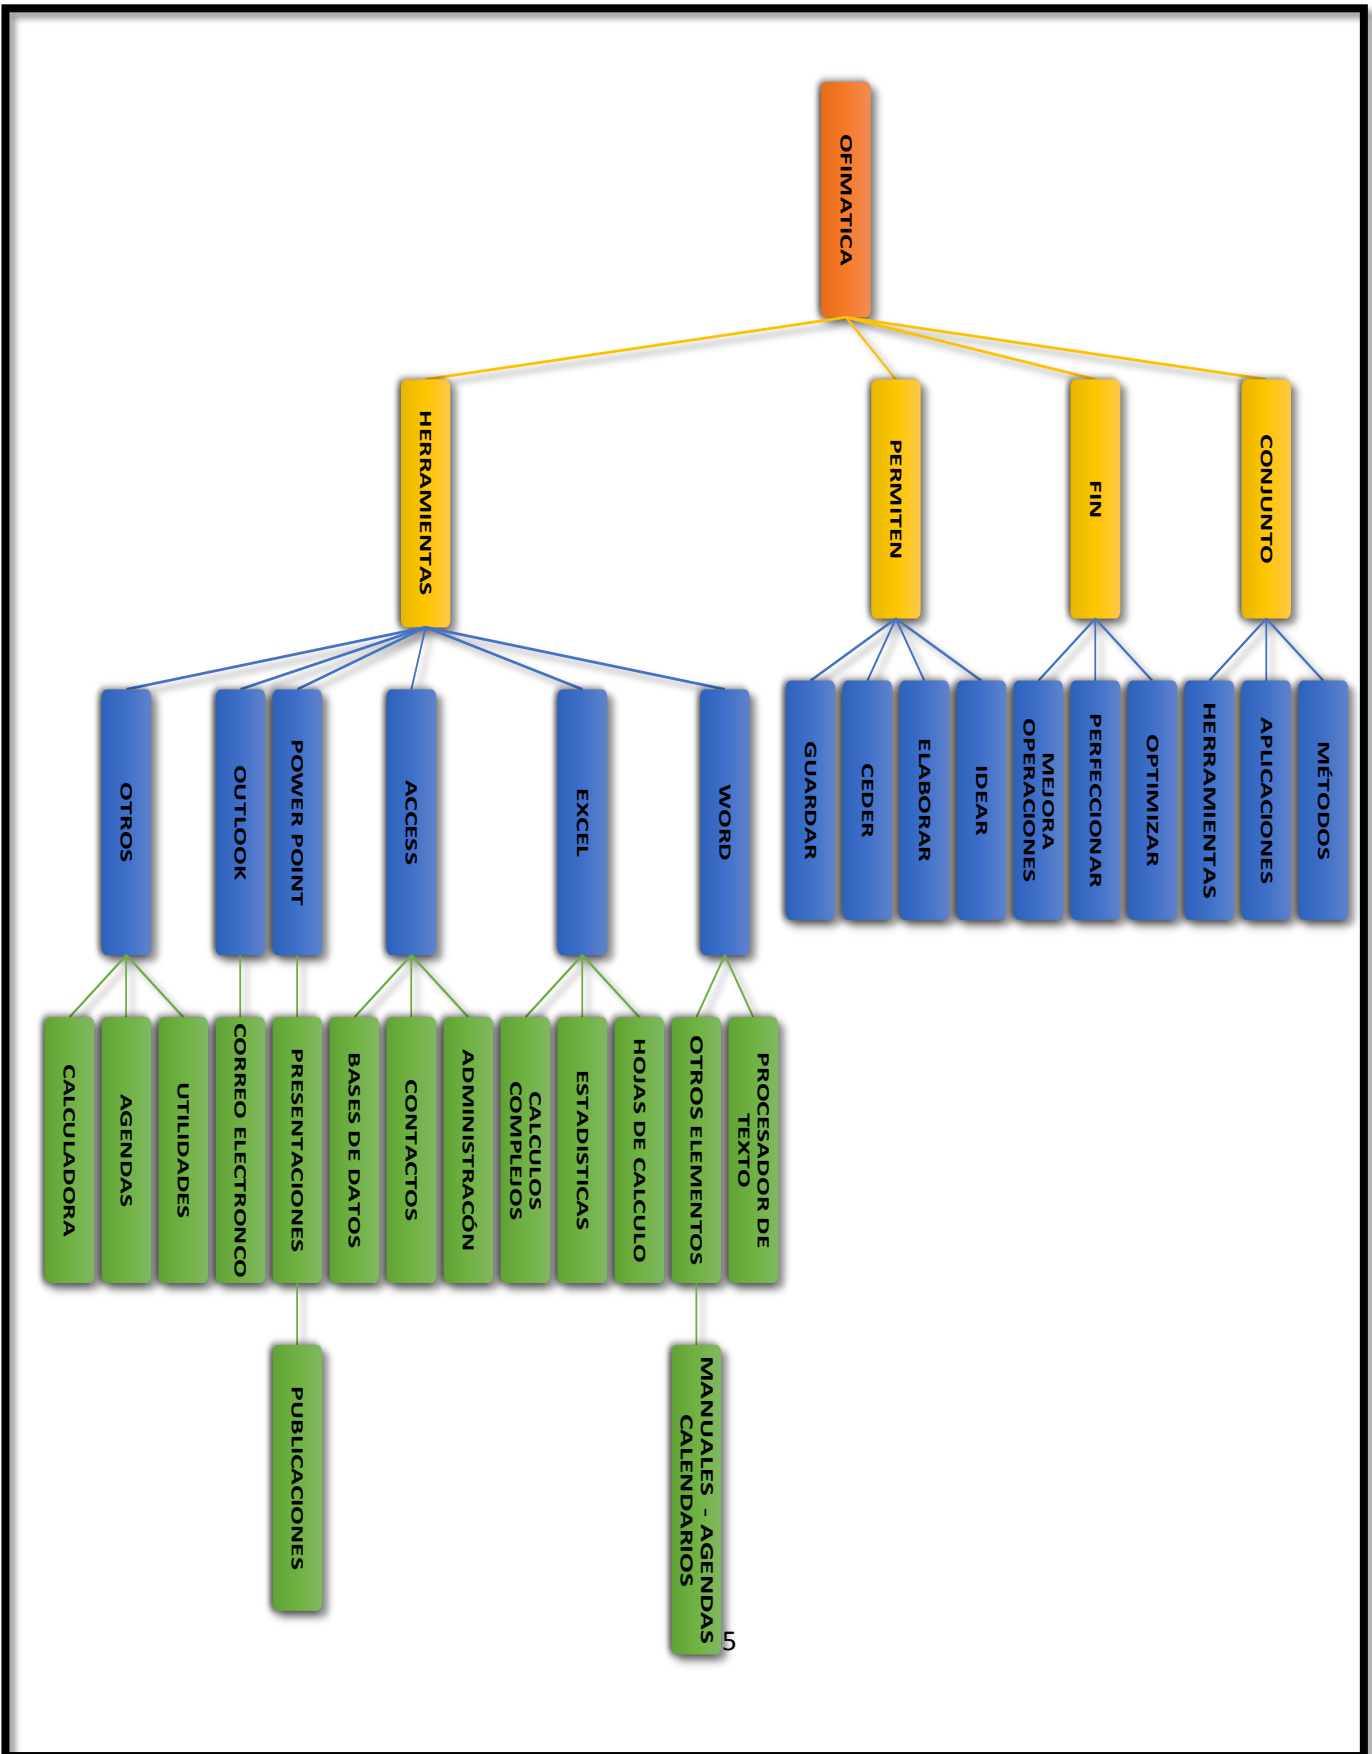 OFIMATICA
CONJUNTO
MÉTODOS
APLICACIONES
HERRAMIENTAS
FIN
OPTIMIZAR
PERFECCIONAR
MEJORA
OPERACIONES
PERMITEN
IDEAR
ELABORAR
CEDER
GUARDAR
HERRAMIENTAS
WORD
PROCESADOR DE
TEXTO
OTROS ELEMENTOS
MANUALES - AGENDAS
CALENDARIOS
EXCEL
HOJAS DE CALCULO
ESTADISTICAS
CALCULOS
COMPLEJOS
ACCESS
ADMINISTRACÓN
CONTACTOS
BASES DE DATOS
POWER POINT
PRESENTACIONES
PUBLICACIONES
OUTLOOK
CORREO ELECTRONCO
OTROS
UTILIDADES
AGENDAS
CALCULADORA
5